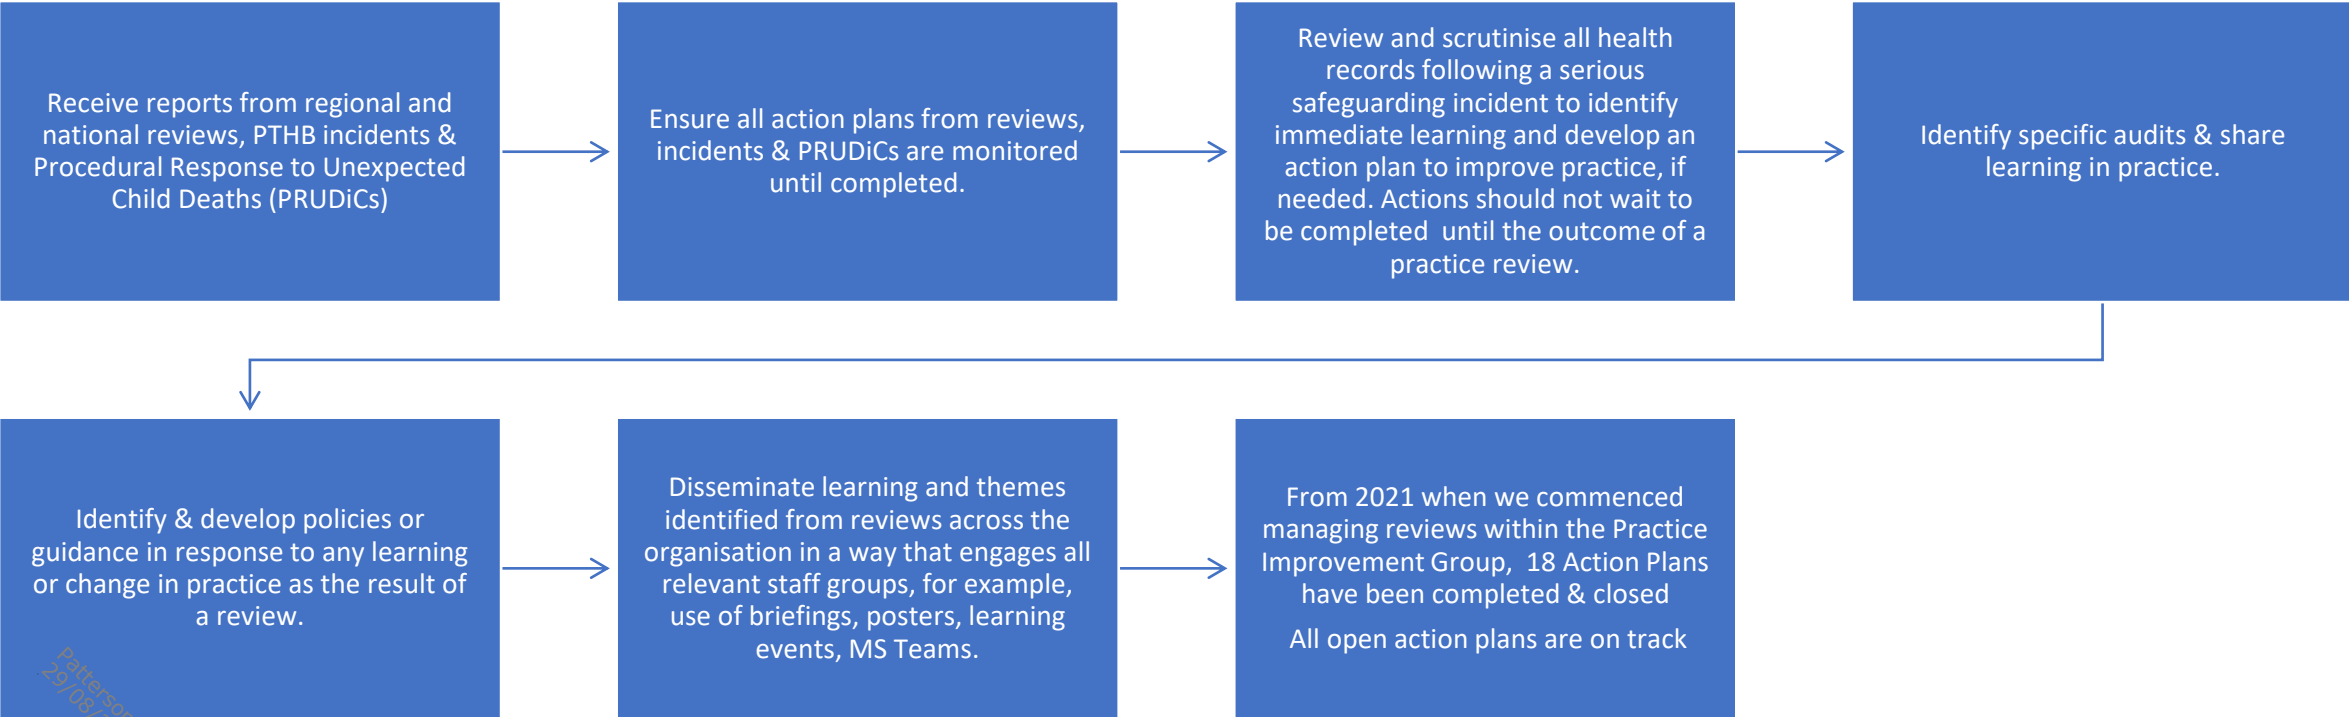 Receive reports from regional and
national reviews, PTHB incidents &
Procedural Response to Unexpected
Child Deaths (PRUDiCs)
Ensure all action plans from reviews,
incidents & PRUDiCs are monitored
until completed.
Review and scrutinise all health
records following a serious
safeguarding incident to identify
immediate learning and develop an
action plan to improve practice, if
needed. Actions should not wait to
be completed  until the outcome of a
practice review.
Identify specific audits & share
learning in practice.
Identify & develop policies or
guidance in response to any learning
or change in practice as the result of
a review.
Disseminate learning and themes
identified from reviews across the
organisation in a way that engages all
relevant staff groups, for example,
use of briefings, posters, learning
events, MS Teams.
From 2021 when we commenced
managing reviews within the Practice
Improvement Group,  18 Action Plans
have been completed & closed
All open action plans are on track
Patterson
29/08/